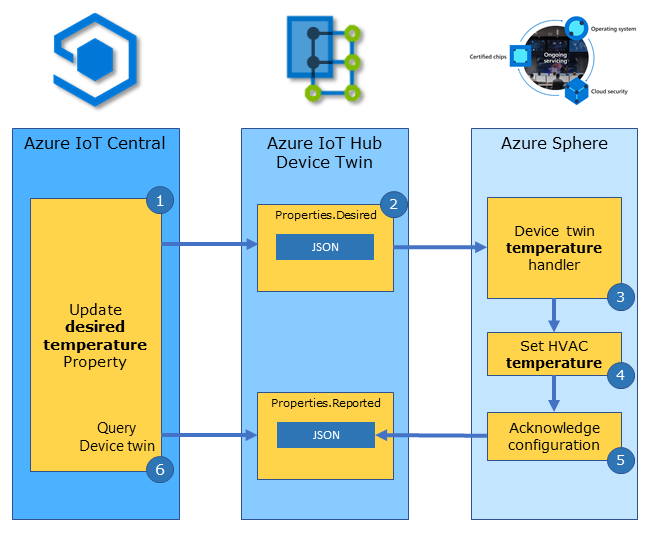 Operating system
Certified chips
Ongoing
servicing
Cloud security
Azure IoT Central
Azure IoT Hub
Device Twin
Azure Sphere
1
Update
desired
temperature
Property
Query
Device twin
6
2
Properties.Desired
JSON
Properties.Reported
JSON
Device twin
temperature
handler
3
Set HVAC
temperature
4
Acknowledge
configuration
5